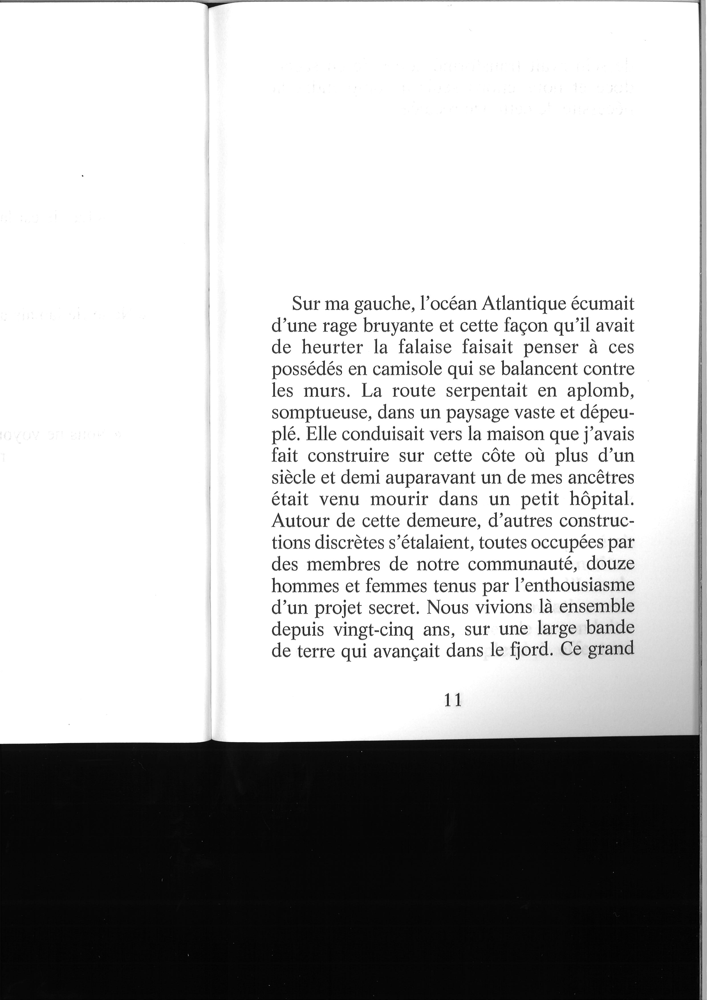 Sur ma gauche, l’océan Atlantique écumait
d’une rage bruyante et cette façon qu’il avait
de heurter la falaise faisait penser à ces
possédés en camisole qui se balancent contre
les murs. La route serpentait en aplomb,
somptueuse, dans un paysage vaste et dépeu-
plé. Elle conduisait vers la maison que j’avais
fait construire sur cette côte où plus d’un
siècle et demi auparavant un de mes ancêtres
était venu mourir dans un petit hôpital.
Autour de cette demeure, d’autres construc-
tions discrètes s’étalaient, toutes occupées par
des membres de notre communauté, douze
hommes et femmes tenus par l’enthousiasme
d’un projet secret. Nous vivions là ensemble
depuis vingt-cinq ans, sur une large bande
de terre qui avançait dans le fjord. Ce grand
11